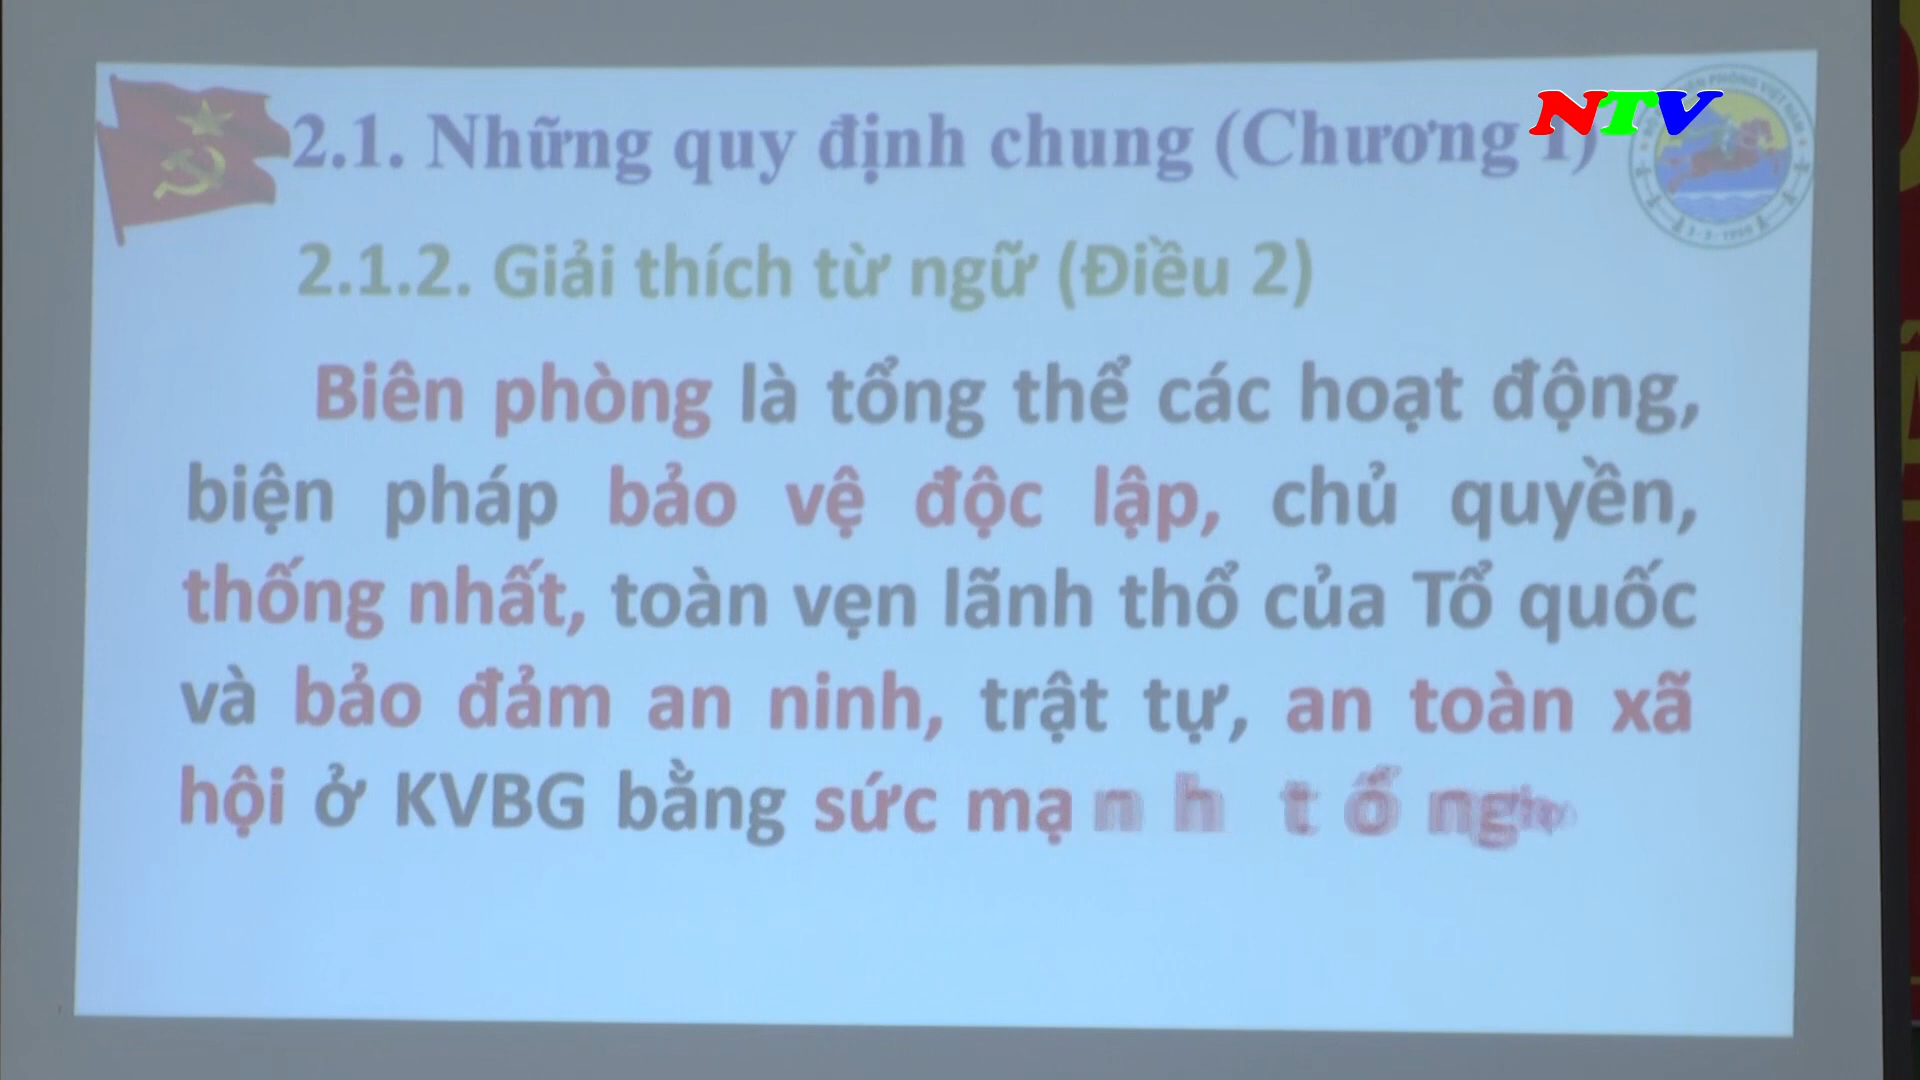 NTV
2.1. Những quy định chung (Chương I)
2.1.2. Giải thích từ ngữ (Điều 2)
Biên phòng là tổng thể các hoạt động,
biện pháp bảo vệ độc lập, chủ quyền,
thống nhất, toàn vẹn lãnh thổ của Tổ quốc
và bảo đảm an ninh, trật tự, an toàn xã
hội ở KVBG bằng sức mạnh tổng